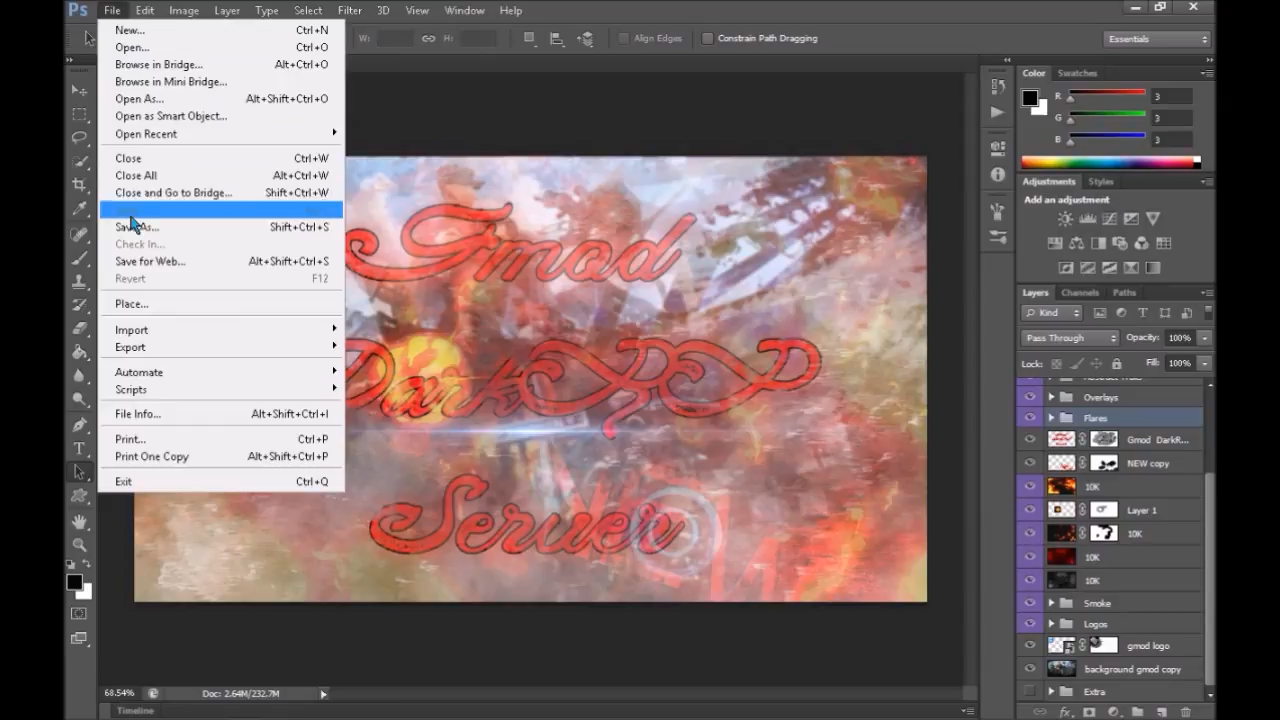 Ps File Edit Image Layer Type Select Filter 3D View Window Help
W: H: Align Edges Constrain Path Dragging Essentials
New... Ctrl+N
Open... Ctrl+O
Browse in Bridge... Alt+Ctrl+O
Browse in Mini Bridge...
Open As... Alt+Shift+Ctrl+O
Open as Smart Object...
Open Recent
Close Ctrl+W
Close All Alt+Ctrl+W
Close and Go to Bridge... Shift+Ctrl+W
Save As... Shift+Ctrl+S
Check In...
Save for Web... Alt+Shift+Ctrl+S
Revert F12
Place...
Import
Export
Automate
Scripts
File Info... Alt+Shift+Ctrl+I
Print... Ctrl+P
Print One Copy Alt+Shift+Ctrl+P
Exit Ctrl+Q
Gmod
DarkRP
Server
Color Swatches
R 3
G 3
B 3
Adjustments Styles
Add an adjustment
Layers Channels Paths
Kind
Pass Through Opacity: 100%
Lock: Fill: 100%
Overlays
Flares
Gmod DarkR...
NEW copy
10K
Layer 1
10K
10K
10K
Smoke
Logos
gmod logo
background gmod copy
Extra
68.54% Doc: 2.64M/232.7M
Timeline